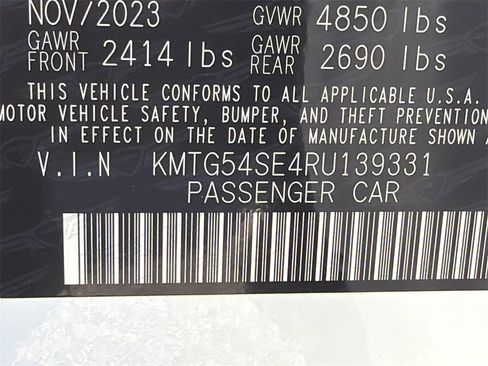 NOV/2023 GVWR 4850 lbs
GAWR FRONT 2414 lbs GAWR REAR 2690 lbs
THIS VEHICLE CONFORMS TO ALL APPLICABLE U.S.A.
MOTOR VEHICLE SAFETY, BUMPER, AND THEFT PREVENTION
IN EFFECT ON THE DATE OF MANUFACTURE SHOWN
V.I.N KMTG54SE4RU139331
PASSENGER CAR